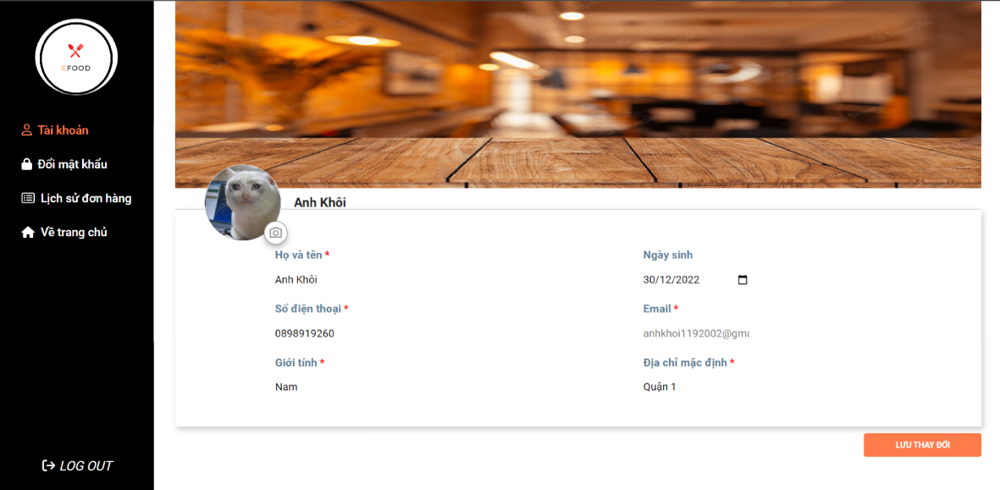 EFOOD
Tài khoản
Đổi mật khẩu
Lịch sử đơn hàng
Về trang chủ
LOG OUT
Anh Khôi
Họ và tên *
Anh Khôi
Ngày sinh
30/12/2022
Số điện thoại *
0898919260
Email *
anhkhoi1192002@gma
Giới tính *
Nam
Địa chỉ mặc định *
Quận 1
LƯU THAY ĐỔI